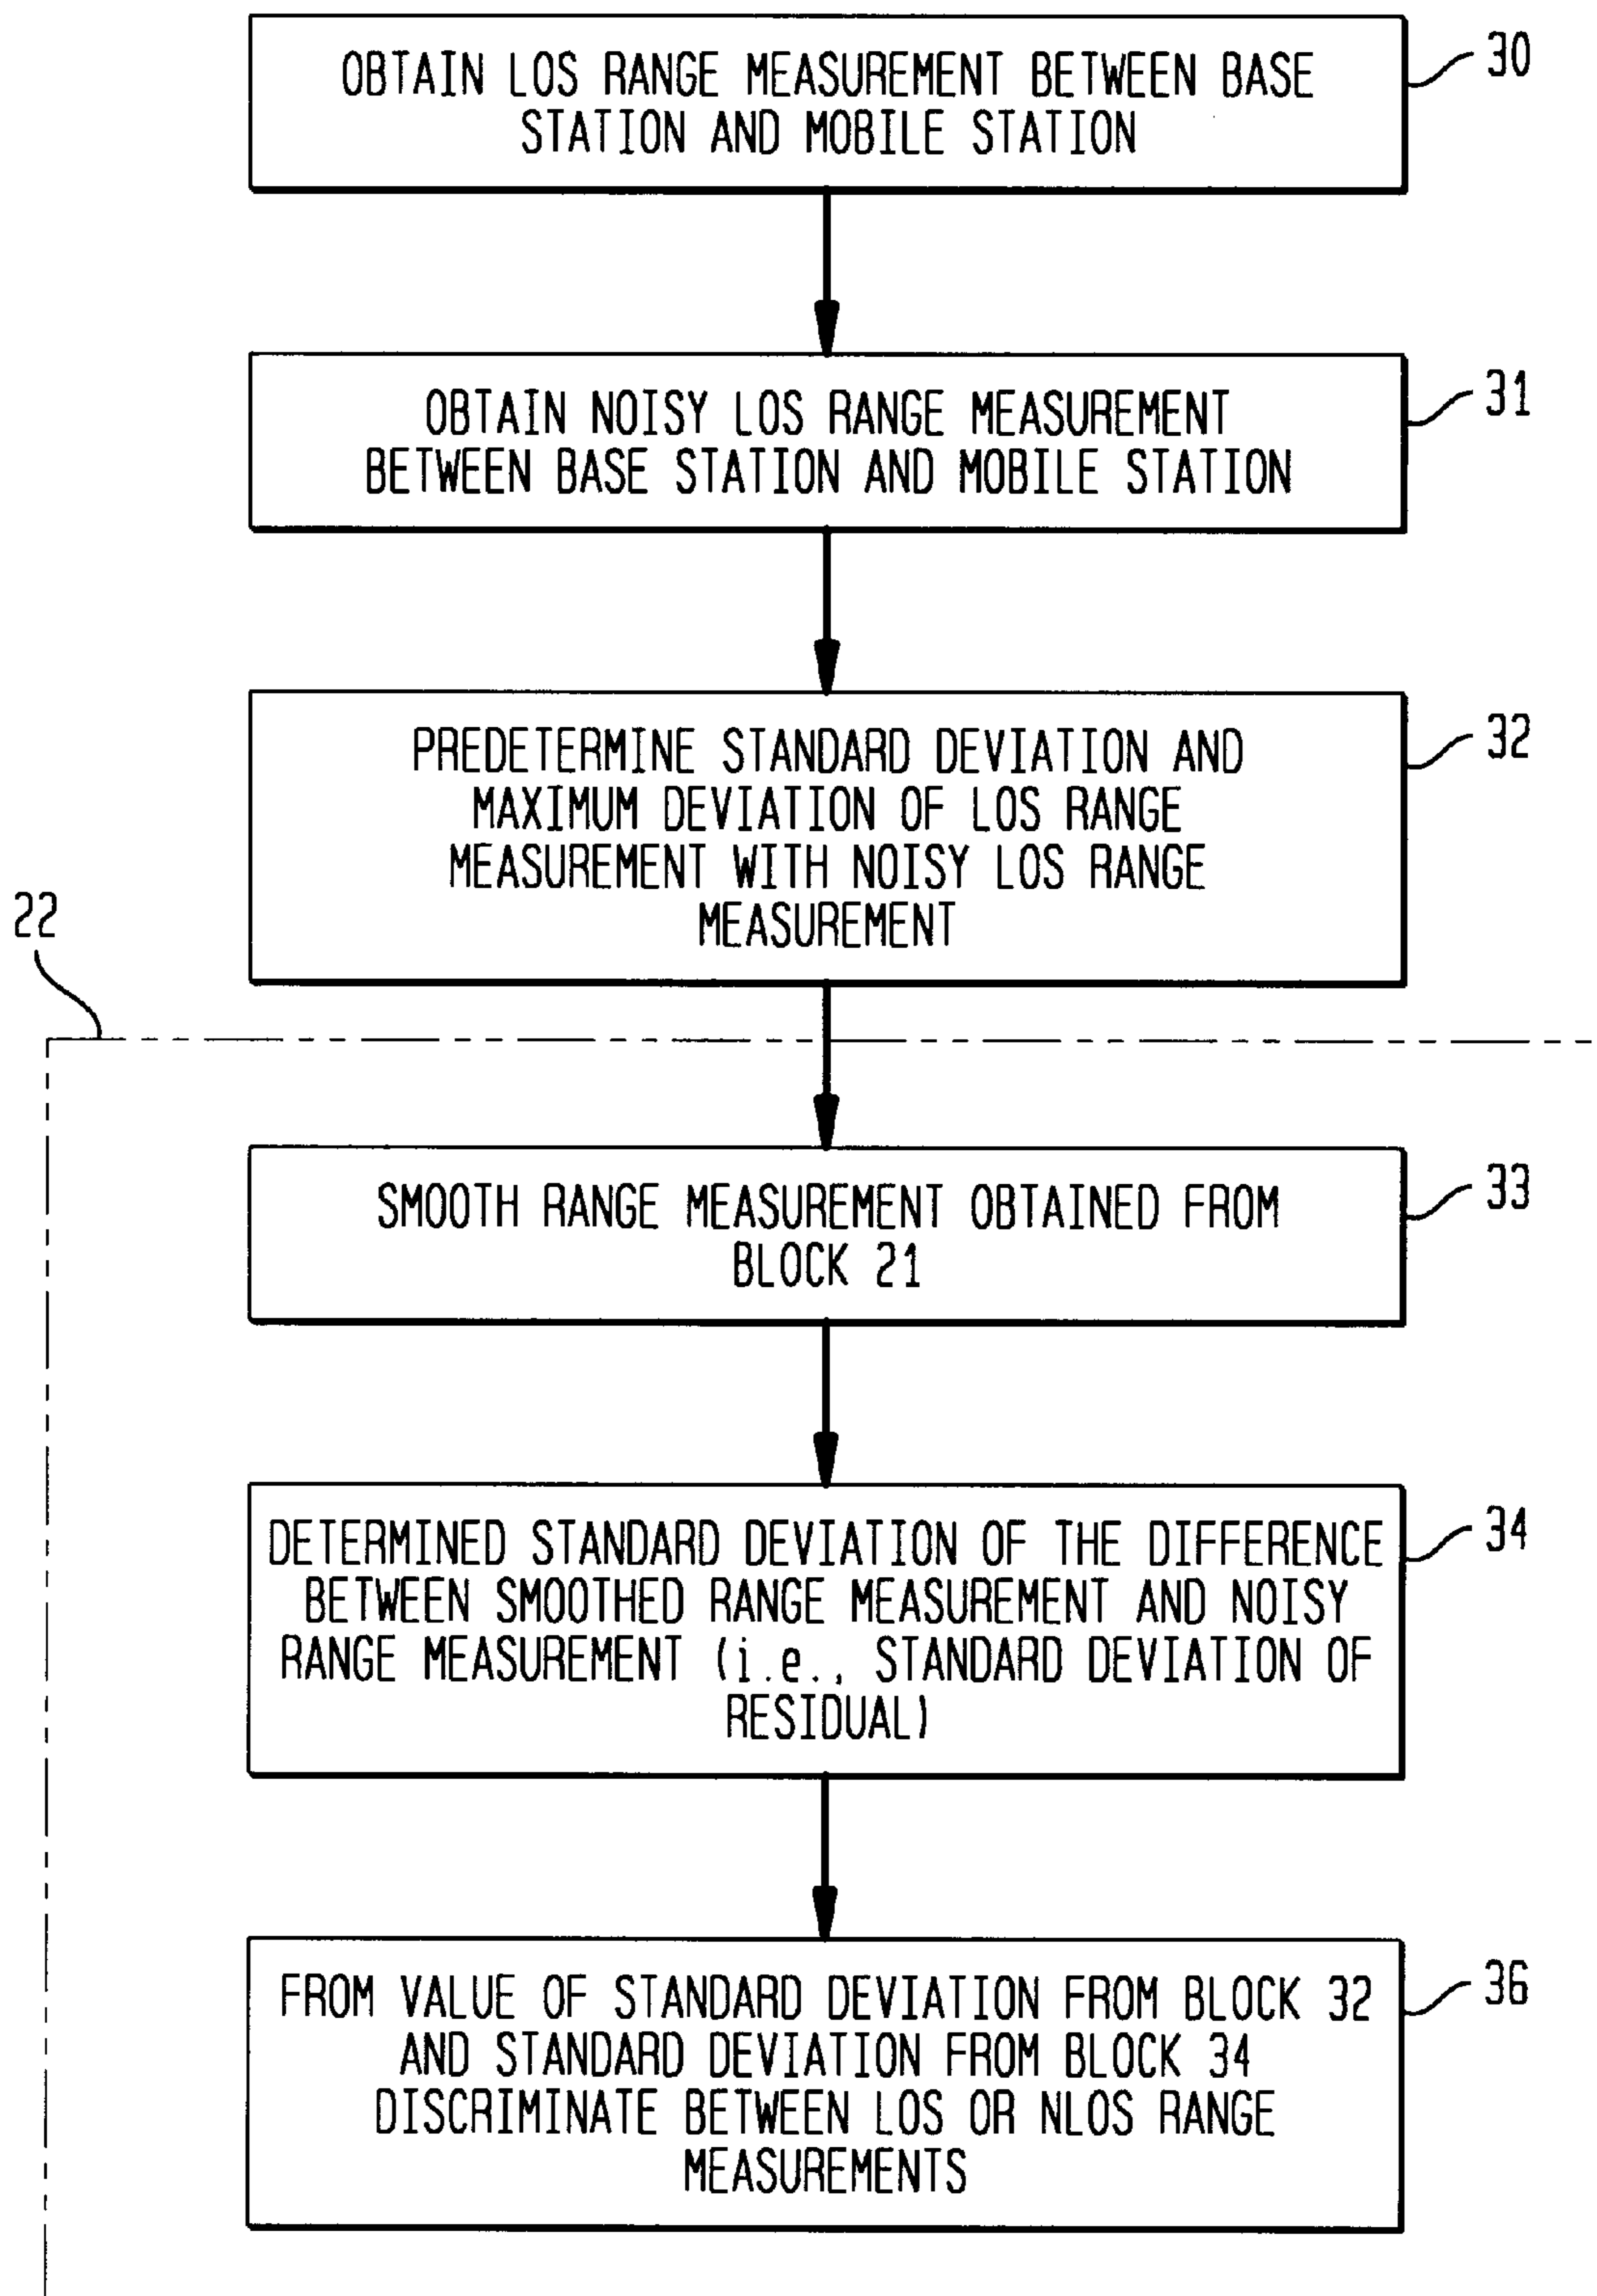 OBTAIN LOS RANGE MEASUREMENT BETWEEN BASE
STATION AND MOBILE STATION
30
OBTAIN NOISY LOS RANGE MEASUREMENT
BETWEEN BASE STATION AND MOBILE STATION
31
PREDETERMINE STANDARD DEVIATION AND
MAXIMUM DEVIATION OF LOS RANGE
MEASUREMENT WITH NOISY LOS RANGE
MEASUREMENT
32
22
SMOOTH RANGE MEASUREMENT OBTAINED FROM
BLOCK 21
33
DETERMINED STANDARD DEVIATION OF THE DIFFERENCE
BETWEEN SMOOTHED RANGE MEASUREMENT AND NOISY
RANGE MEASUREMENT (i.e., STANDARD DEVIATION OF
RESIDUAL)
34
FROM VALUE OF STANDARD DEVIATION FROM BLOCK 32
AND STANDARD DEVIATION FROM BLOCK 34
DISCRIMINATE BETWEEN LOS OR NLOS RANGE
MEASUREMENTS
36